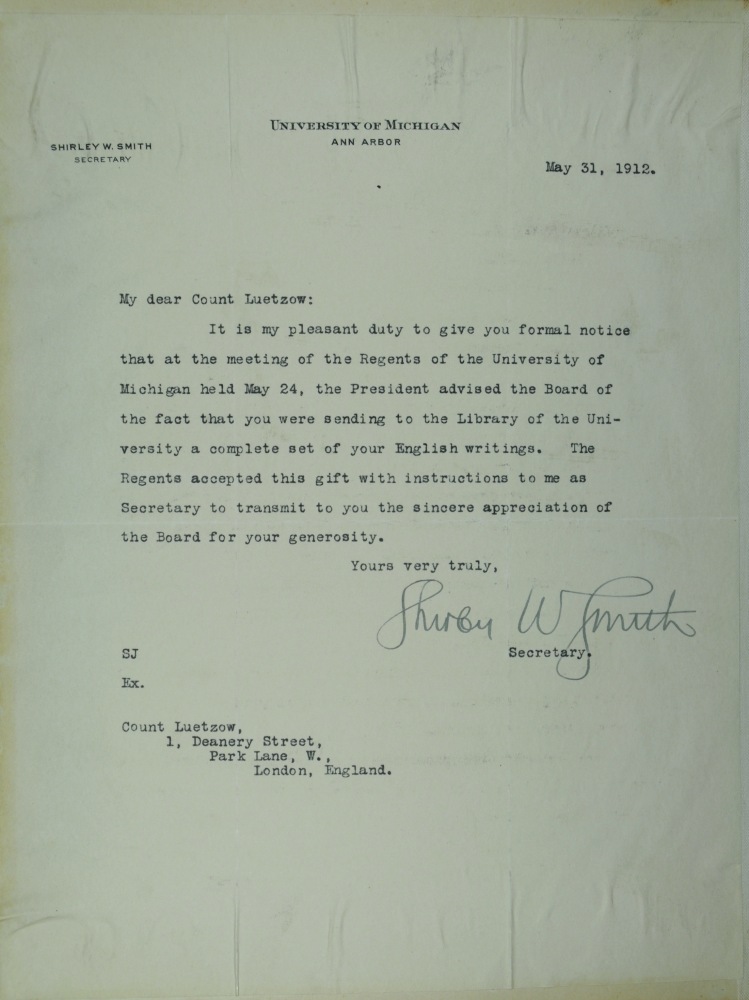 UNIVERSITY OF MICHIGAN
ANN ARBOR
SHIRLEY W. SMITH
SECRETARY
May 31, 1912.
My dear Count Luetzow:
It is my pleasant duty to give you formal notice
that at the meeting of the Regents of the University of
Michigan held May 24, the President advised the Board of
the fact that you were sending to the Library of the Uni-
versity a complete set of your English writings. The
Regents accepted this gift with instructions to me as
Secretary to transmit to you the sincere appreciation of
the Board for your generosity.
Yours very truly,
Shirley W Smith
Secretary.
SJ
Ex.
Count Luetzow,
1, Deanery Street,
Park Lane, W.,
London, England.